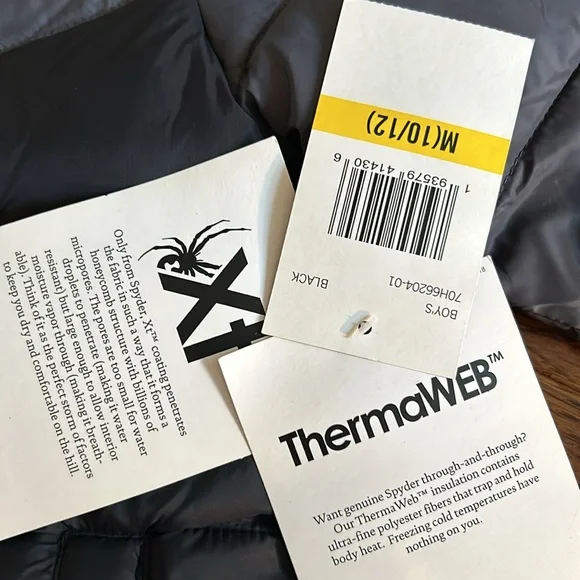 XT
Only from Spyder, Xt™ coating penetrates
the fabric in such a way that it forms a
honeycomb structure with billions of
micropores. The pores are too small for water
droplets to penetrate (making it water
resistant) but large enough to allow interior
moisture vapor through (making it breath-
able). Think of it as the perfect storm of factors
to keep you dry and comfortable on the hill.
BOY'S
70H66204-01 BLACK
1 93579 41430 6
M(10/12)
ThermaWEB™
Want genuine Spyder through-and-through?
Our ThermaWeb™ insulation contains
ultra-fine polyester fibers that trap and hold
body heat. Freezing cold temperatures have
nothing on you.